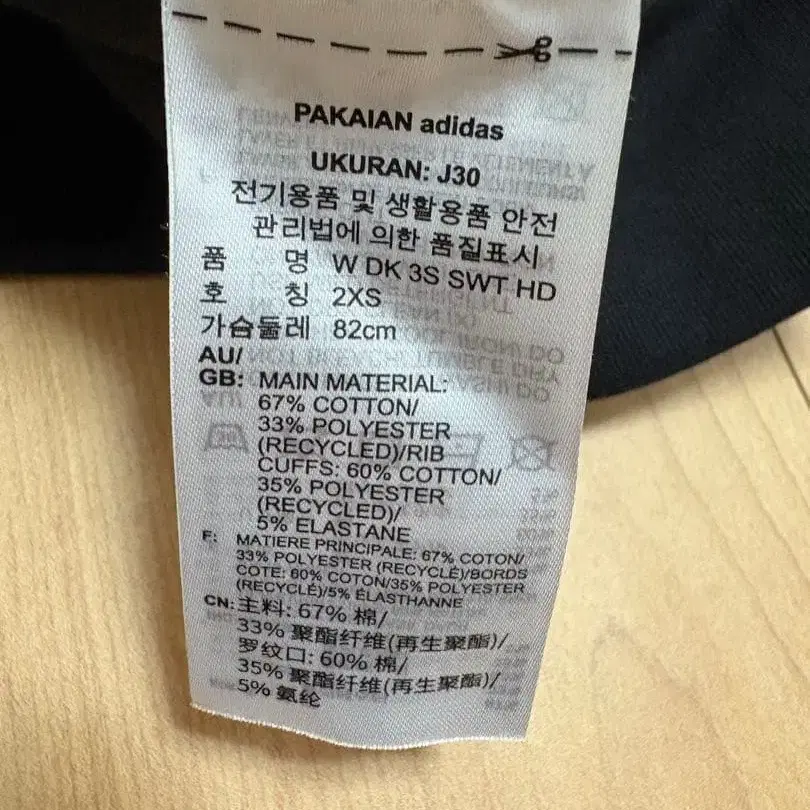 PAKAIAN adidas
UKURAN: J30
전기용품 및 생활용품 안전
관리법에 의한 품질표시
품 명 W DK 3S SWT HD
호 칭 2XS
가슴둘레 82cm
AU/
GB: MAIN MATERIAL:
67% COTTON/
33% POLYESTER
(RECYCLED)/RIB
CUFFS: 60% COTTON/
35% POLYESTER
(RECYCLED)/
5% ELASTANE
F: MATIERE PRINCIPALE: 67% COTON/
33% POLYESTER (RECYCLÉ)/BORDS
COTE: 60% COTON/35% POLYESTER
(RECYCLÉ)/5% ÉLASTHANNE
CN: 主料: 67% 棉/
33% 聚酯纤维(再生聚酯)/
罗纹口: 60% 棉/
35% 聚酯纤维(再生聚酯)/
5% 氨纶